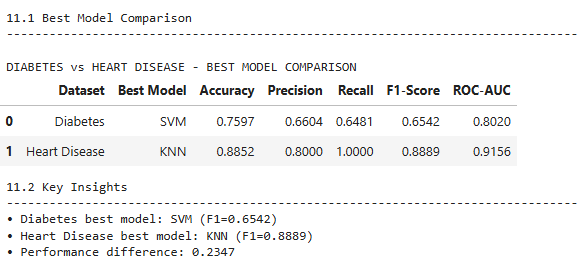 11.1 Best Model Comparison
--------------------------------------------------------------------------------
DIABETES vs HEART DISEASE - BEST MODEL COMPARISON
Dataset Best Model Accuracy Precision Recall F1-Score ROC-AUC
0 Diabetes SVM 0.7597 0.6604 0.6481 0.6542 0.8020
1 Heart Disease KNN 0.8852 0.8000 1.0000 0.8889 0.9156
11.2 Key Insights
--------------------------------------------------------------------------------
• Diabetes best model: SVM (F1=0.6542)
• Heart Disease best model: KNN (F1=0.8889)
• Performance difference: 0.2347